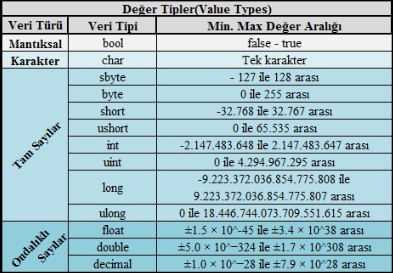 Değer Tipler(Value Types)
Veri Türü Veri Tipi Min. Max Değer Aralığı
Mantıksal bool false - true
Karakter char Tek karakter
Tam Sayılar
sbyte - 127 ile 128 arası
byte 0 ile 255 arası
short -32.768 ile 32.767 arası
ushort 0 ile 65.535 arası
int -2.147.483.648 ile 2.147.483.647 arası
uint 0 ile 4.294.967.295 arası
long -9.223.372.036.854.775.808 ile
9.223.372.036.854.775.807 arası
ulong 0 ile 18.446.744.073.709.551.615 arası
Ondalıklı
Sayılar
float ±1.5 × 10^-45 ile ±3.4 × 10^38 arası
double ±5.0 × 10^−324 ile ±1.7 × 10^308 arası
decimal ±1.0 × 10^−28 ile ±7.9 × 10^28 arası